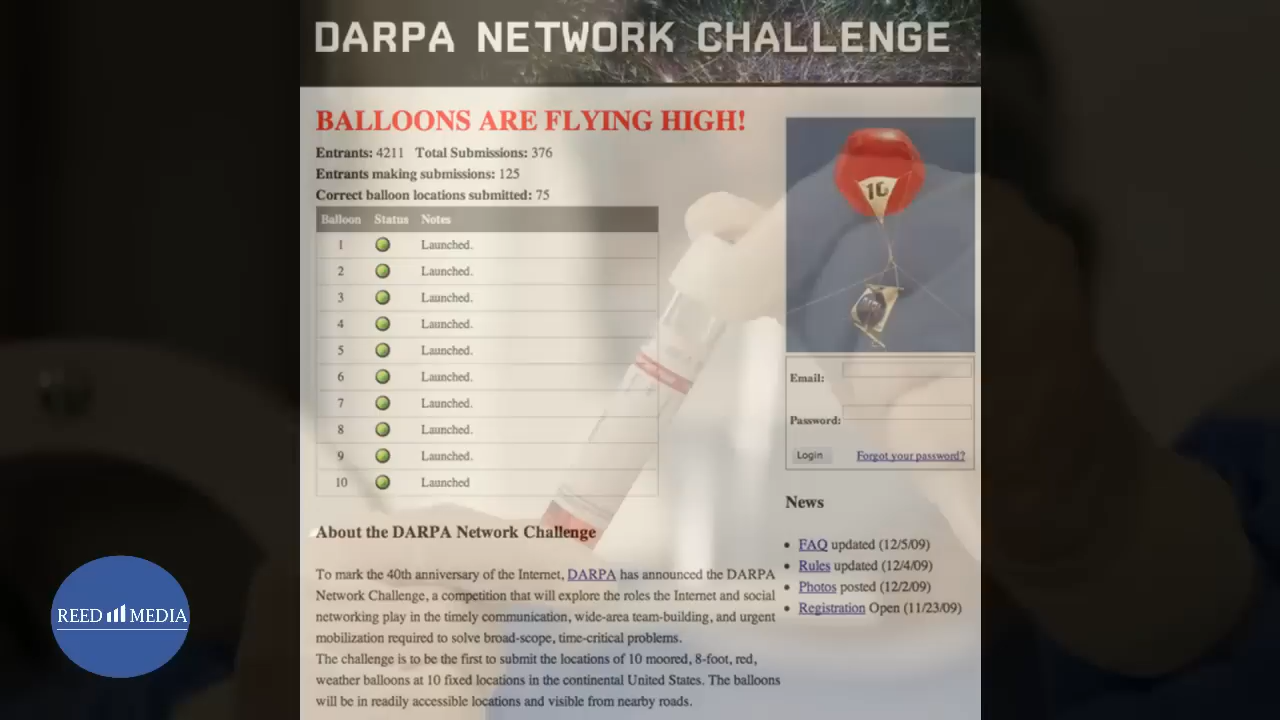 DARPA NETWORK CHALLENGE
BALLOONS ARE FLYING HIGH!
Entrants: 4211 Total Submissions: 376
Entrants making submissions: 125
Correct balloon locations submitted: 75
Balloon Status Notes
1 Launched.
2 Launched.
3 Launched.
4 Launched.
5 Launched.
6 Launched.
7 Launched.
8 Launched.
9 Launched.
10 Launched
About the DARPA Network Challenge
To mark the 40th anniversary of the Internet, DARPA has announced the DARPA
Network Challenge, a competition that will explore the roles the Internet and social
networking play in the timely communication, wide-area team-building, and urgent
mobilization required to solve broad-scope, time-critical problems.
The challenge is to be the first to submit the locations of 10 moored, 8-foot, red,
weather balloons at 10 fixed locations in the continental United States. The balloons
will be in readily accessible locations and visible from nearby roads.
10
Email:
Password:
Login Forgot your password?
News
• FAQ updated (12/5/09)
• Rules updated (12/4/09)
• Photos posted (12/2/09)
• Registration Open (11/23/09)
REED MEDIA